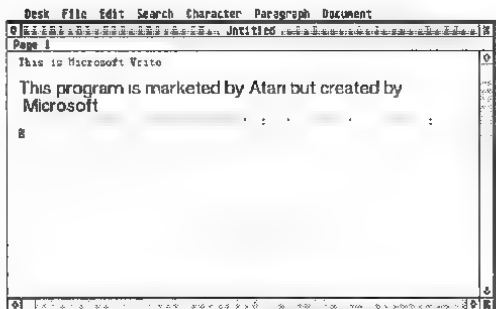 Desk File Edit Search Character Paragraph Document
Untitled
Page 1
This is Microsoft Write
This program is marketed by Atari but created by
Microsoft